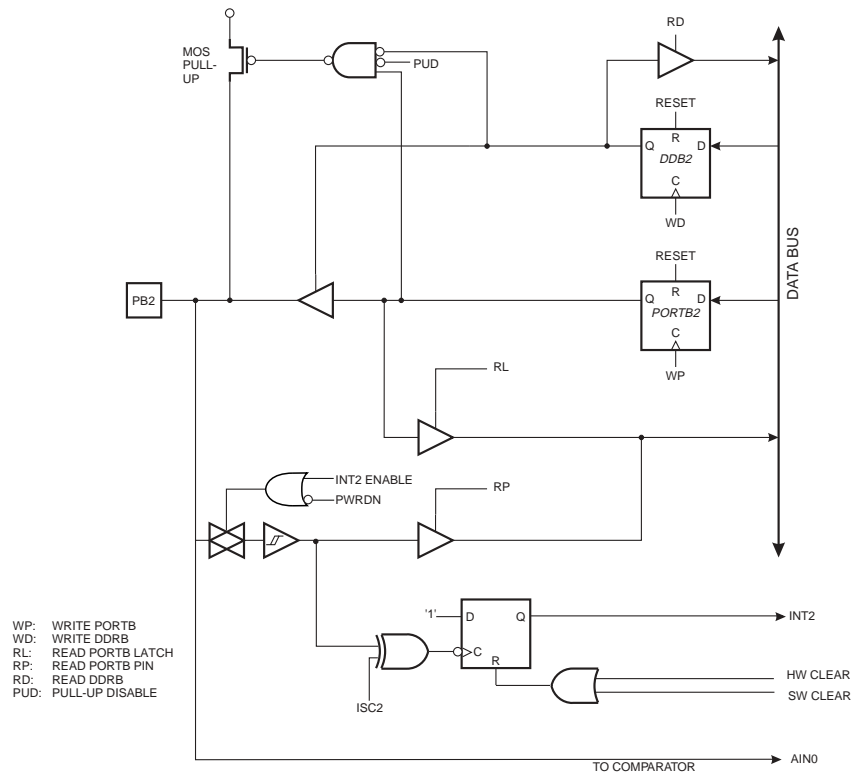 RD
MOS
PULL-
UP
PUD
RESET
R
Q
D
DDB2
C
WD
DATA BUS
RESET
R
Q
D
PORTB2
C
WP
PB2
RL
INT2 ENABLE
PWRDN
RP
'1'
D
Q
C
R
INT2
ISC2
HW CLEAR
SW CLEAR
WP: WRITE PORTB
WD: WRITE DDRB
RL: READ PORTB LATCH
RP: READ PORTB PIN
RD: READ DDRB
PUD: PULL-UP DISABLE
TO COMPARATOR
AIN0